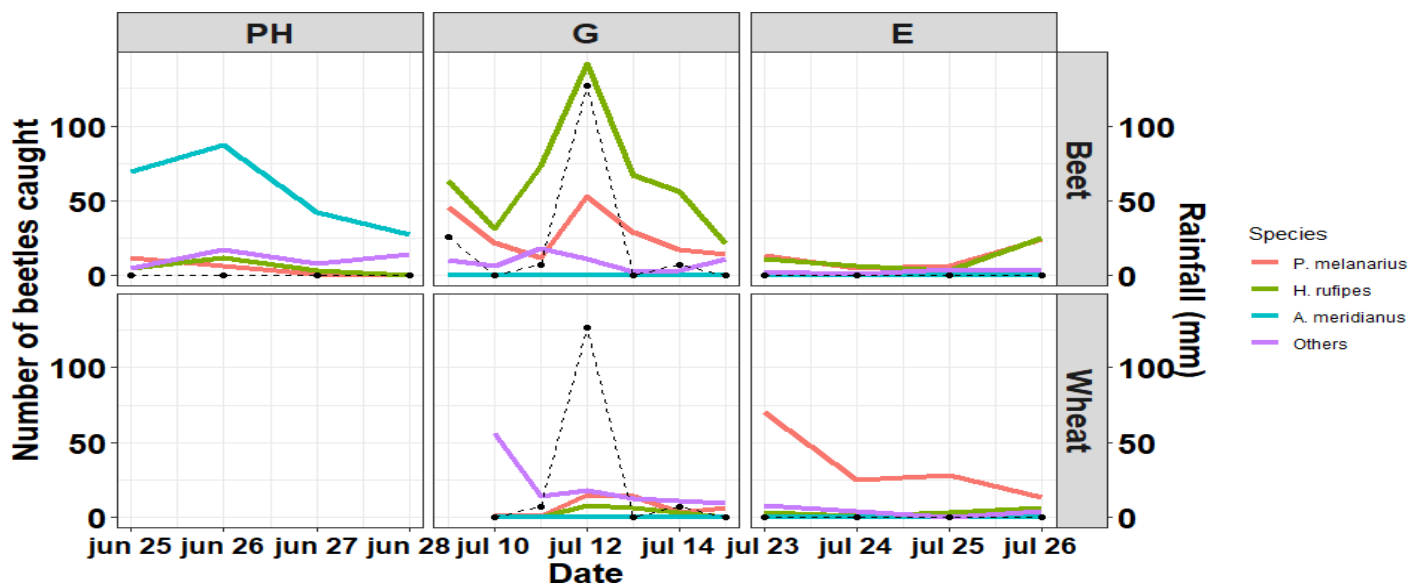 PH G E
Number of beetles caught
100
50
0
Beet
100
50
0
Rainfall (mm)
100
50
0
Wheat
100
50
0
jun 25 jun 26 jun 27 jun 28 jul 10 jul 12 jul 14 jul 23 jul 24 jul 25 jul 26
Date
Species
P. melanarius
H. rufipes
A. meridianus
Others